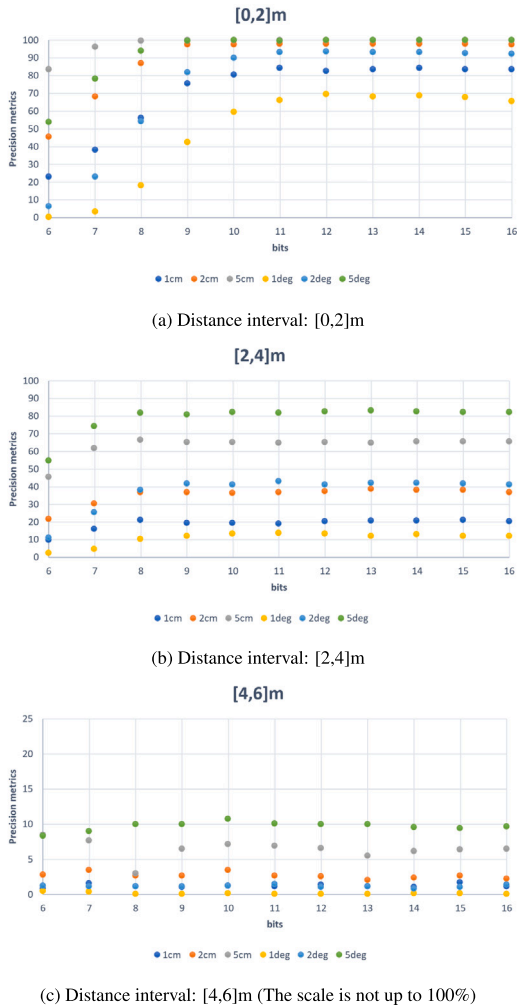 [0,2]m
100
90
80
70
60
50
40
30
20
10
0
Precision metrics
6 7 8 9 10 11 12 13 14 15 16
bits
1cm 2cm 5cm 1deg 2deg 5deg
(a) Distance interval: [0,2]m
[2,4]m
100
90
80
70
60
50
40
30
20
10
0
Precision metrics
6 7 8 9 10 11 12 13 14 15 16
bits
1cm 2cm 5cm 1deg 2deg 5deg
(b) Distance interval: [2,4]m
[4,6]m
25
20
15
10
5
0
Precision metrics
6 7 8 9 10 11 12 13 14 15 16
bits
1cm 2cm 5cm 1deg 2deg 5deg
(c) Distance interval: [4,6]m (The scale is not up to 100%)